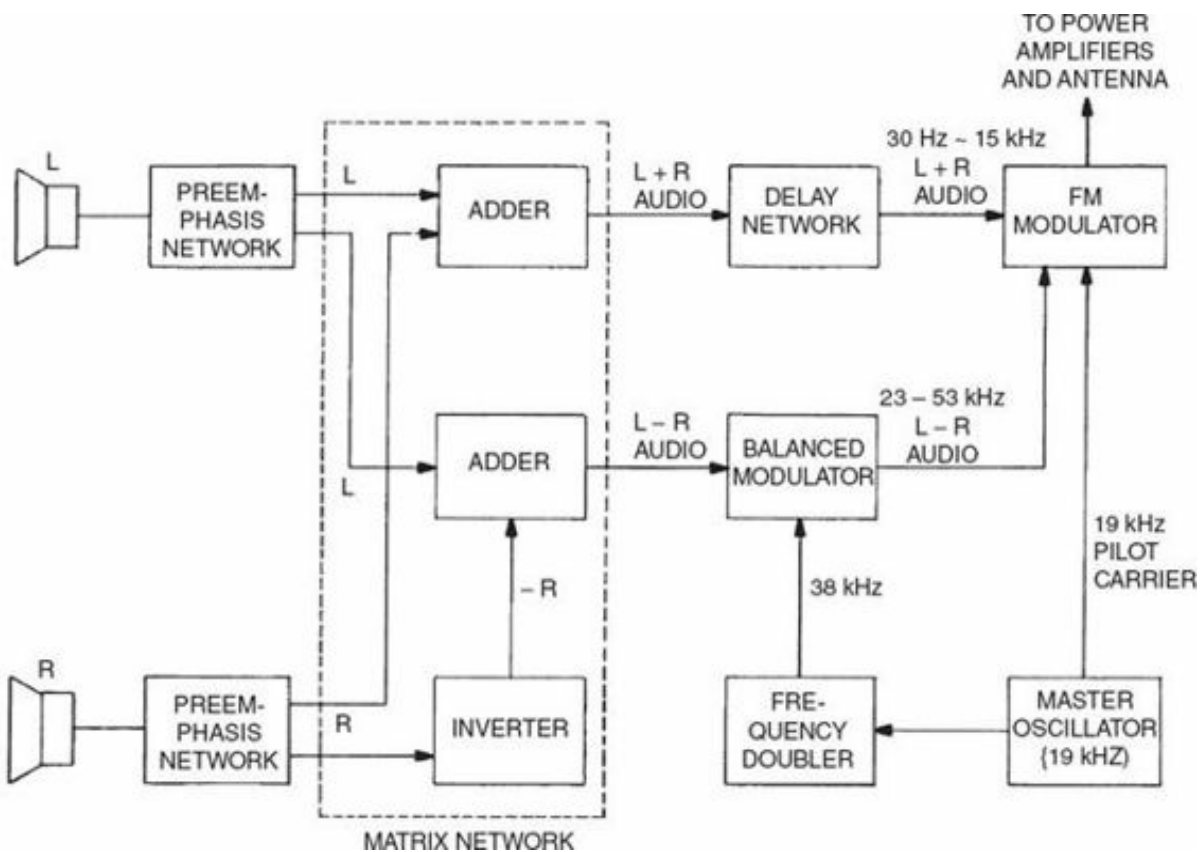 TO POWER
AMPLIFIERS
AND ANTENNA
L
PREEM-
PHASIS
NETWORK
L
ADDER
L + R
AUDIO
DELAY
NETWORK
30 Hz ~ 15 kHz
L + R
AUDIO
FM
MODULATOR
L
ADDER
L – R
AUDIO
BALANCED
MODULATOR
23 – 53 kHz
L – R
AUDIO
– R
38 kHz
19 kHz
PILOT
CARRIER
R
PREEM-
PHASIS
NETWORK
R
INVERTER
FRE-
QUENCY
DOUBLER
MASTER
OSCILLATOR
(19 kHZ)
MATRIX NETWORK